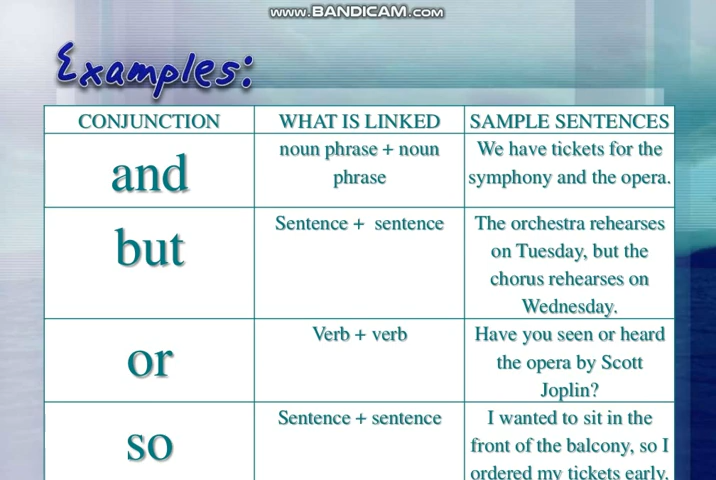 www.BANDICAM.com
Examples:
CONJUNCTION WHAT IS LINKED SAMPLE SENTENCES
and
noun phrase + noun
phrase
We have tickets for the
symphony and the opera.
but
Sentence + sentence
The orchestra rehearses
on Tuesday, but the
chorus rehearses on
Wednesday.
or
Verb + verb
Have you seen or heard
the opera by Scott
Joplin?
so
Sentence + sentence
I wanted to sit in the
front of the balcony, so I
ordered my tickets early.